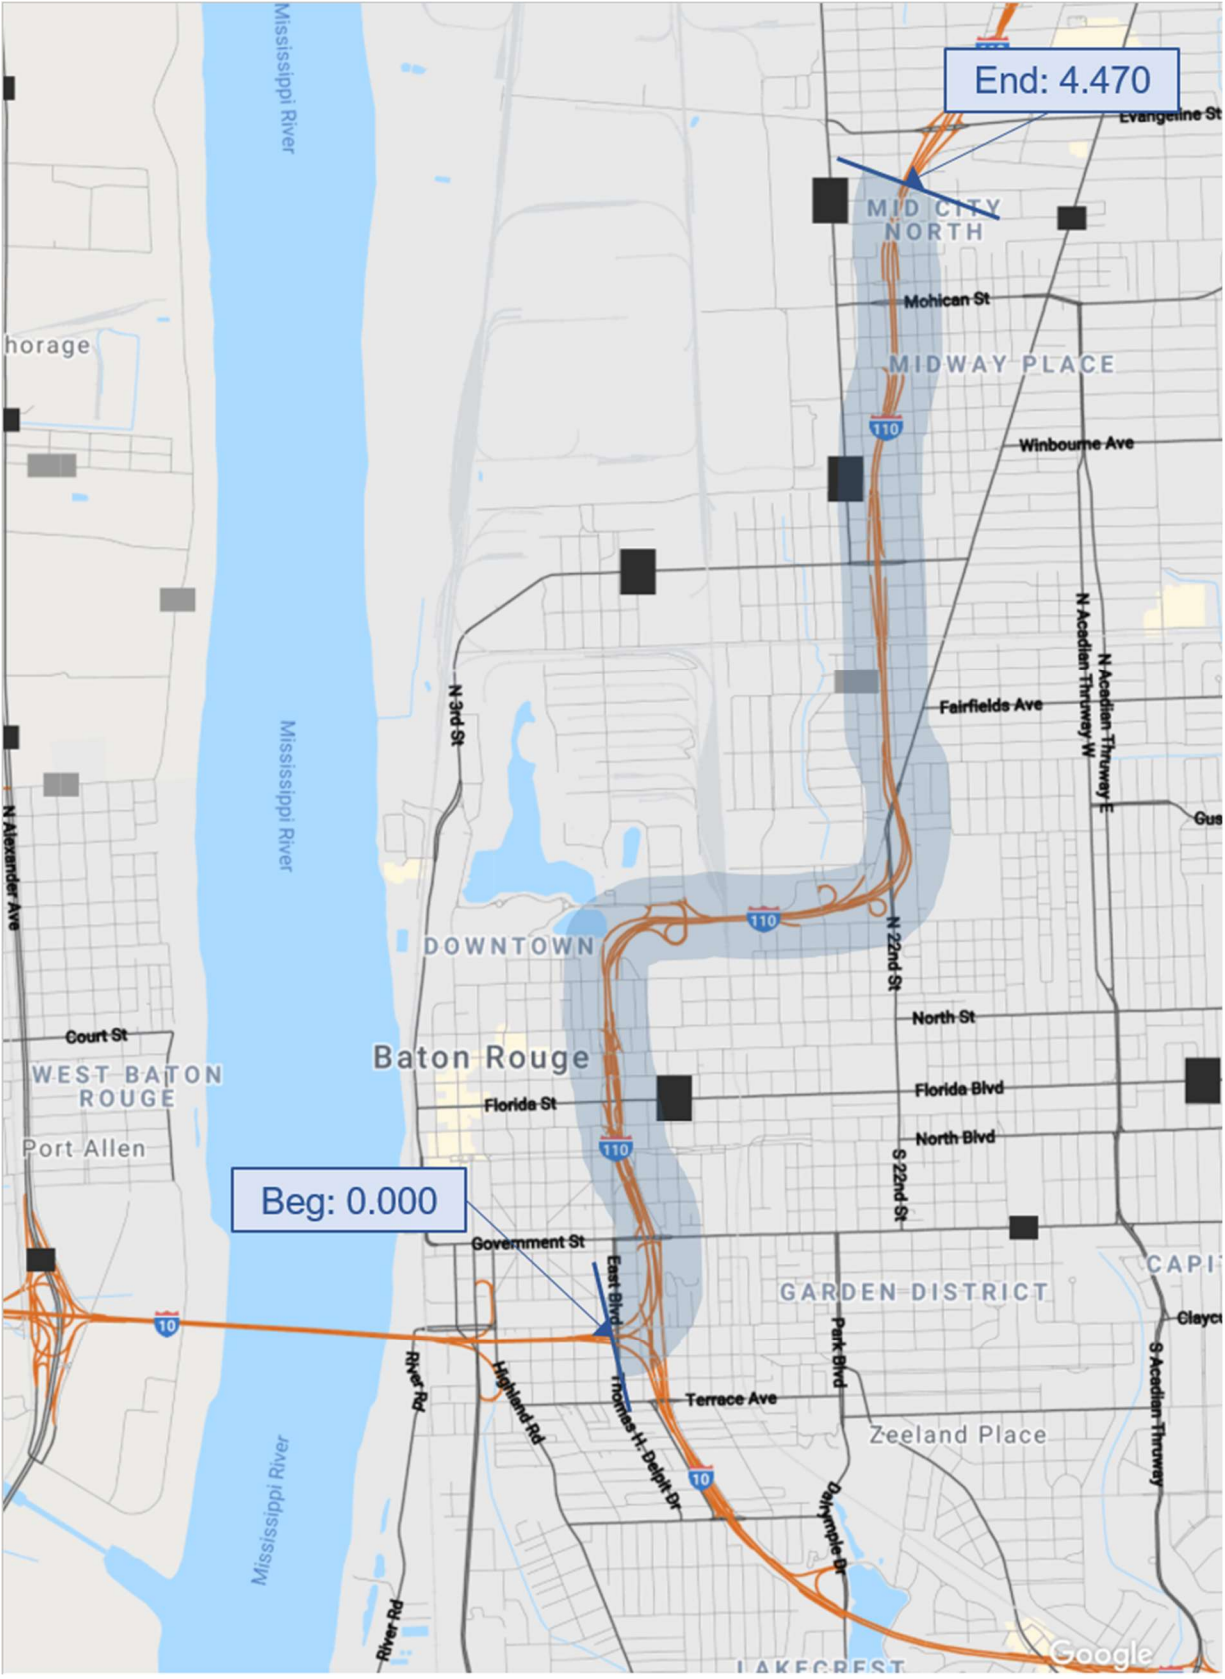 Mississippi River
End: 4.470
Evangeline St
MID CITY
NORTH
Mohican St
horage
MIDWAY PLACE
110
Winbourne Ave
N Acadian Thruway W
N Acadian Thruway E
N 3rd St
Fairfields Ave
Mississippi River
N Alexander Ave
Gus
110
DOWNTOWN
N 22nd St
North St
Court St
Baton Rouge
WEST BATON
ROUGE
Florida St
Florida Blvd
North Blvd
Port Allen
110
S 22nd St
Beg: 0.000
Government St
East Blvd
CAPI
GARDEN DISTRICT
10
Claycu
Park Blvd
River Rd
Highland Rd
Thomas H. Delpit Dr
Terrace Ave
S Acadian Thruway
Zeeland Place
10
Mississippi River
Dalrymple Dr
River Rd
Google
LAKECREST